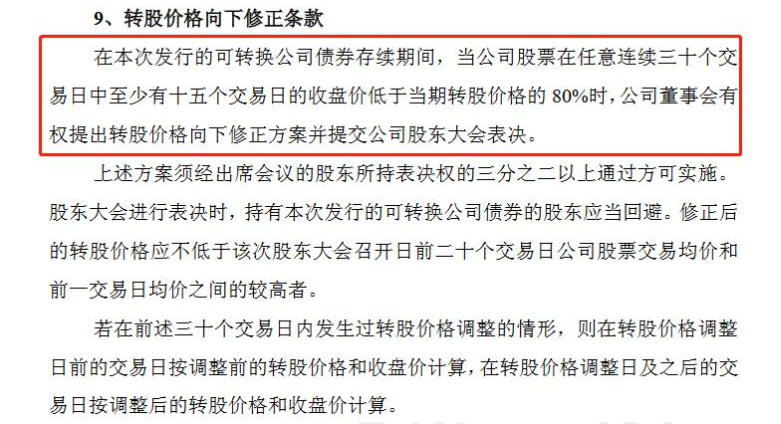 9、转股价格向下修正条款
在本次发行的可转换公司债券存续期间，当公司股票在任意连续三十个交
易日中至少有十五个交易日的收盘价低于当期转股价格的 80%时，公司董事会有
权提出转股价格向下修正方案并提交公司股东大会表决。
上述方案须经出席会议的股东所持表决权的三分之二以上通过方可实施。
股东大会进行表决时，持有本次发行的可转换公司债券的股东应当回避。修正后
的转股价格应不低于该次股东大会召开日前二十个交易日公司股票交易均价和
前一交易日均价之间的较高者。
若在前述三十个交易日内发生过转股价格调整的情形，则在转股价格调整
日前的交易日按调整前的转股价格和收盘价计算，在转股价格调整日及之后的交
易日按调整后的转股价格和收盘价计算。